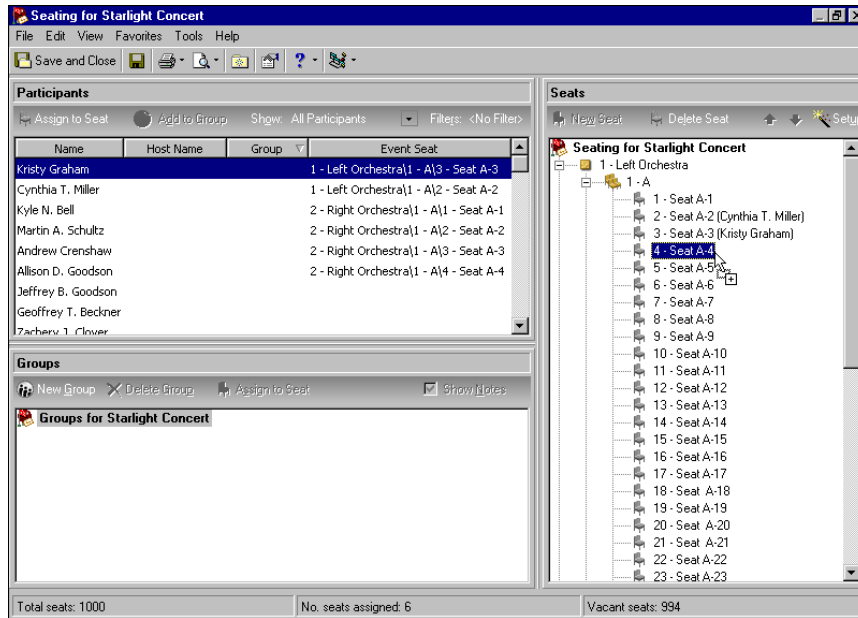 Seating for Starlight Concert
File Edit View Favorites Tools Help
Save and Close
Participants
Assign to Seat Add to Group Show: All Participants Filters: <No Filter>
Name Host Name Group Event Seat
Kristy Graham 1 - Left Orchestra\1 - A\3 - Seat A-3
Cynthia T. Miller 1 - Left Orchestra\1 - A\2 - Seat A-2
Kyle N. Bell 2 - Right Orchestra\1 - A\1 - Seat A-1
Martin A. Schultz 2 - Right Orchestra\1 - A\2 - Seat A-2
Andrew Crenshaw 2 - Right Orchestra\1 - A\3 - Seat A-3
Allison D. Goodson 2 - Right Orchestra\1 - A\4 - Seat A-4
Jeffrey B. Goodson
Geoffrey T. Beckner
Zachery J. Clover
Groups
New Group Delete Group Assign to Seat Show Notes
Groups for Starlight Concert
Seats
New Seat Delete Seat Setup
Seating for Starlight Concert
1 - Left Orchestra
1 - A
1 - Seat A-1
2 - Seat A-2 (Cynthia T. Miller)
3 - Seat A-3 (Kristy Graham)
4 - Seat A-4
5 - Seat A-5
6 - Seat A-6
7 - Seat A-7
8 - Seat A-8
9 - Seat A-9
10 - Seat A-10
11 - Seat A-11
12 - Seat A-12
13 - Seat A-13
14 - Seat A-14
15 - Seat A-15
16 - Seat A-16
17 - Seat A-17
18 - Seat A-18
19 - Seat A-19
20 - Seat A-20
21 - Seat A-21
22 - Seat A-22
23 - Seat A-23
Total seats: 1000 No. seats assigned: 6 Vacant seats: 994